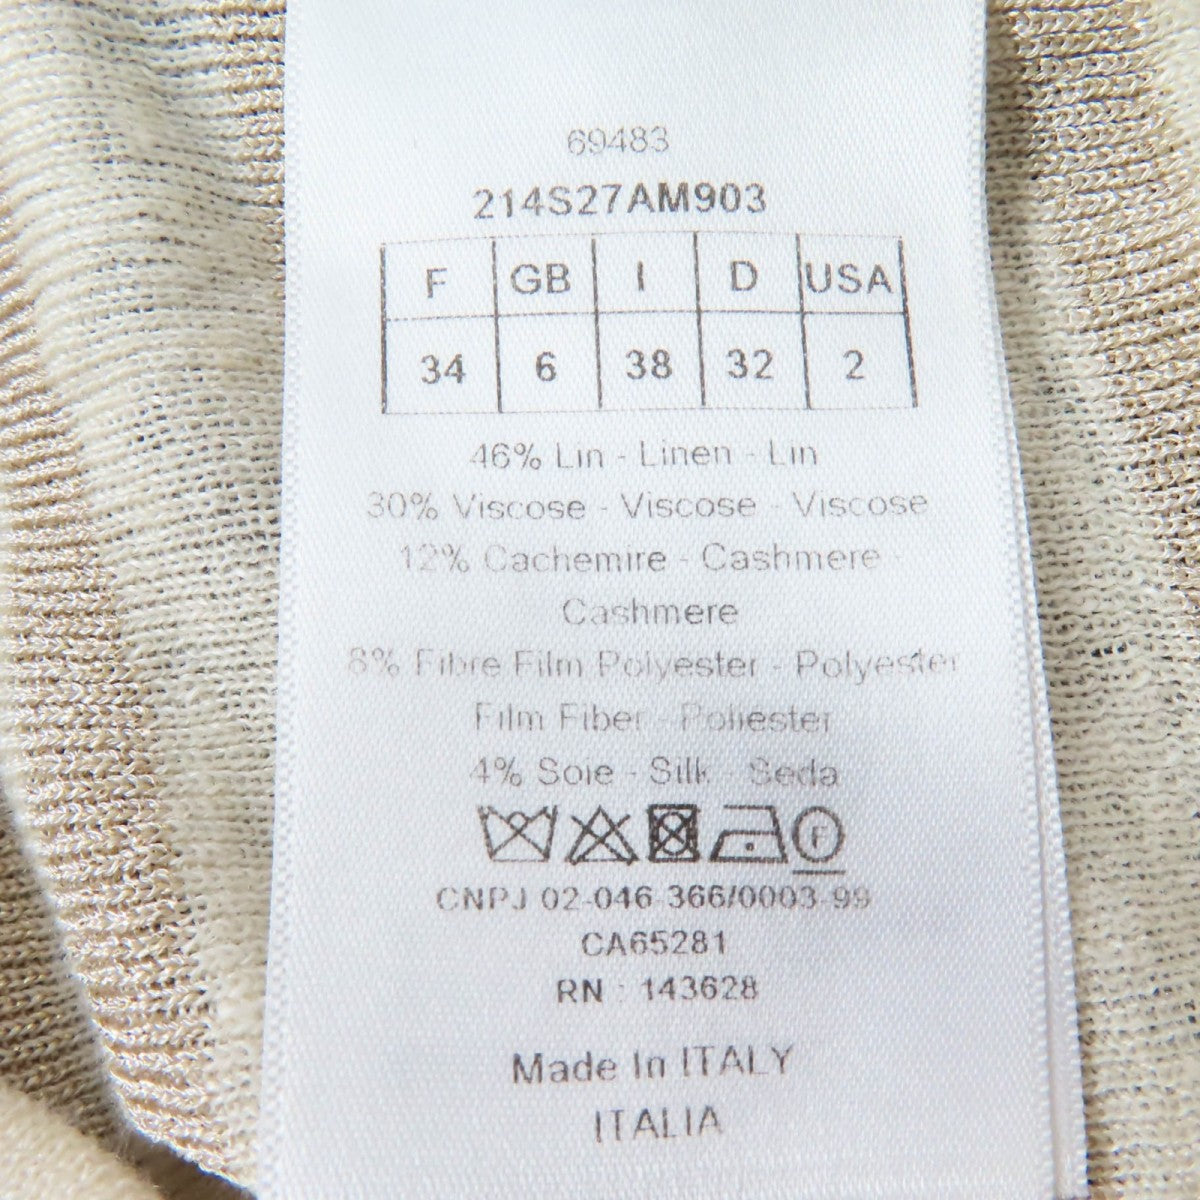 69483
214S27AM903
F GB I D USA
34 6 38 32 2
46% Lin - Linen - Lin
30% Viscose - Viscose - Viscose
12% Cachemire - Cashmere
Cashmere
8% Fibre Film Polyester - Polyester
Film Fiber - Poliester
4% Soie - Silk - Seda
F
CNPJ 02-046-366/0003-99
CA65281
RN : 143628
Made In ITALY
ITALIA